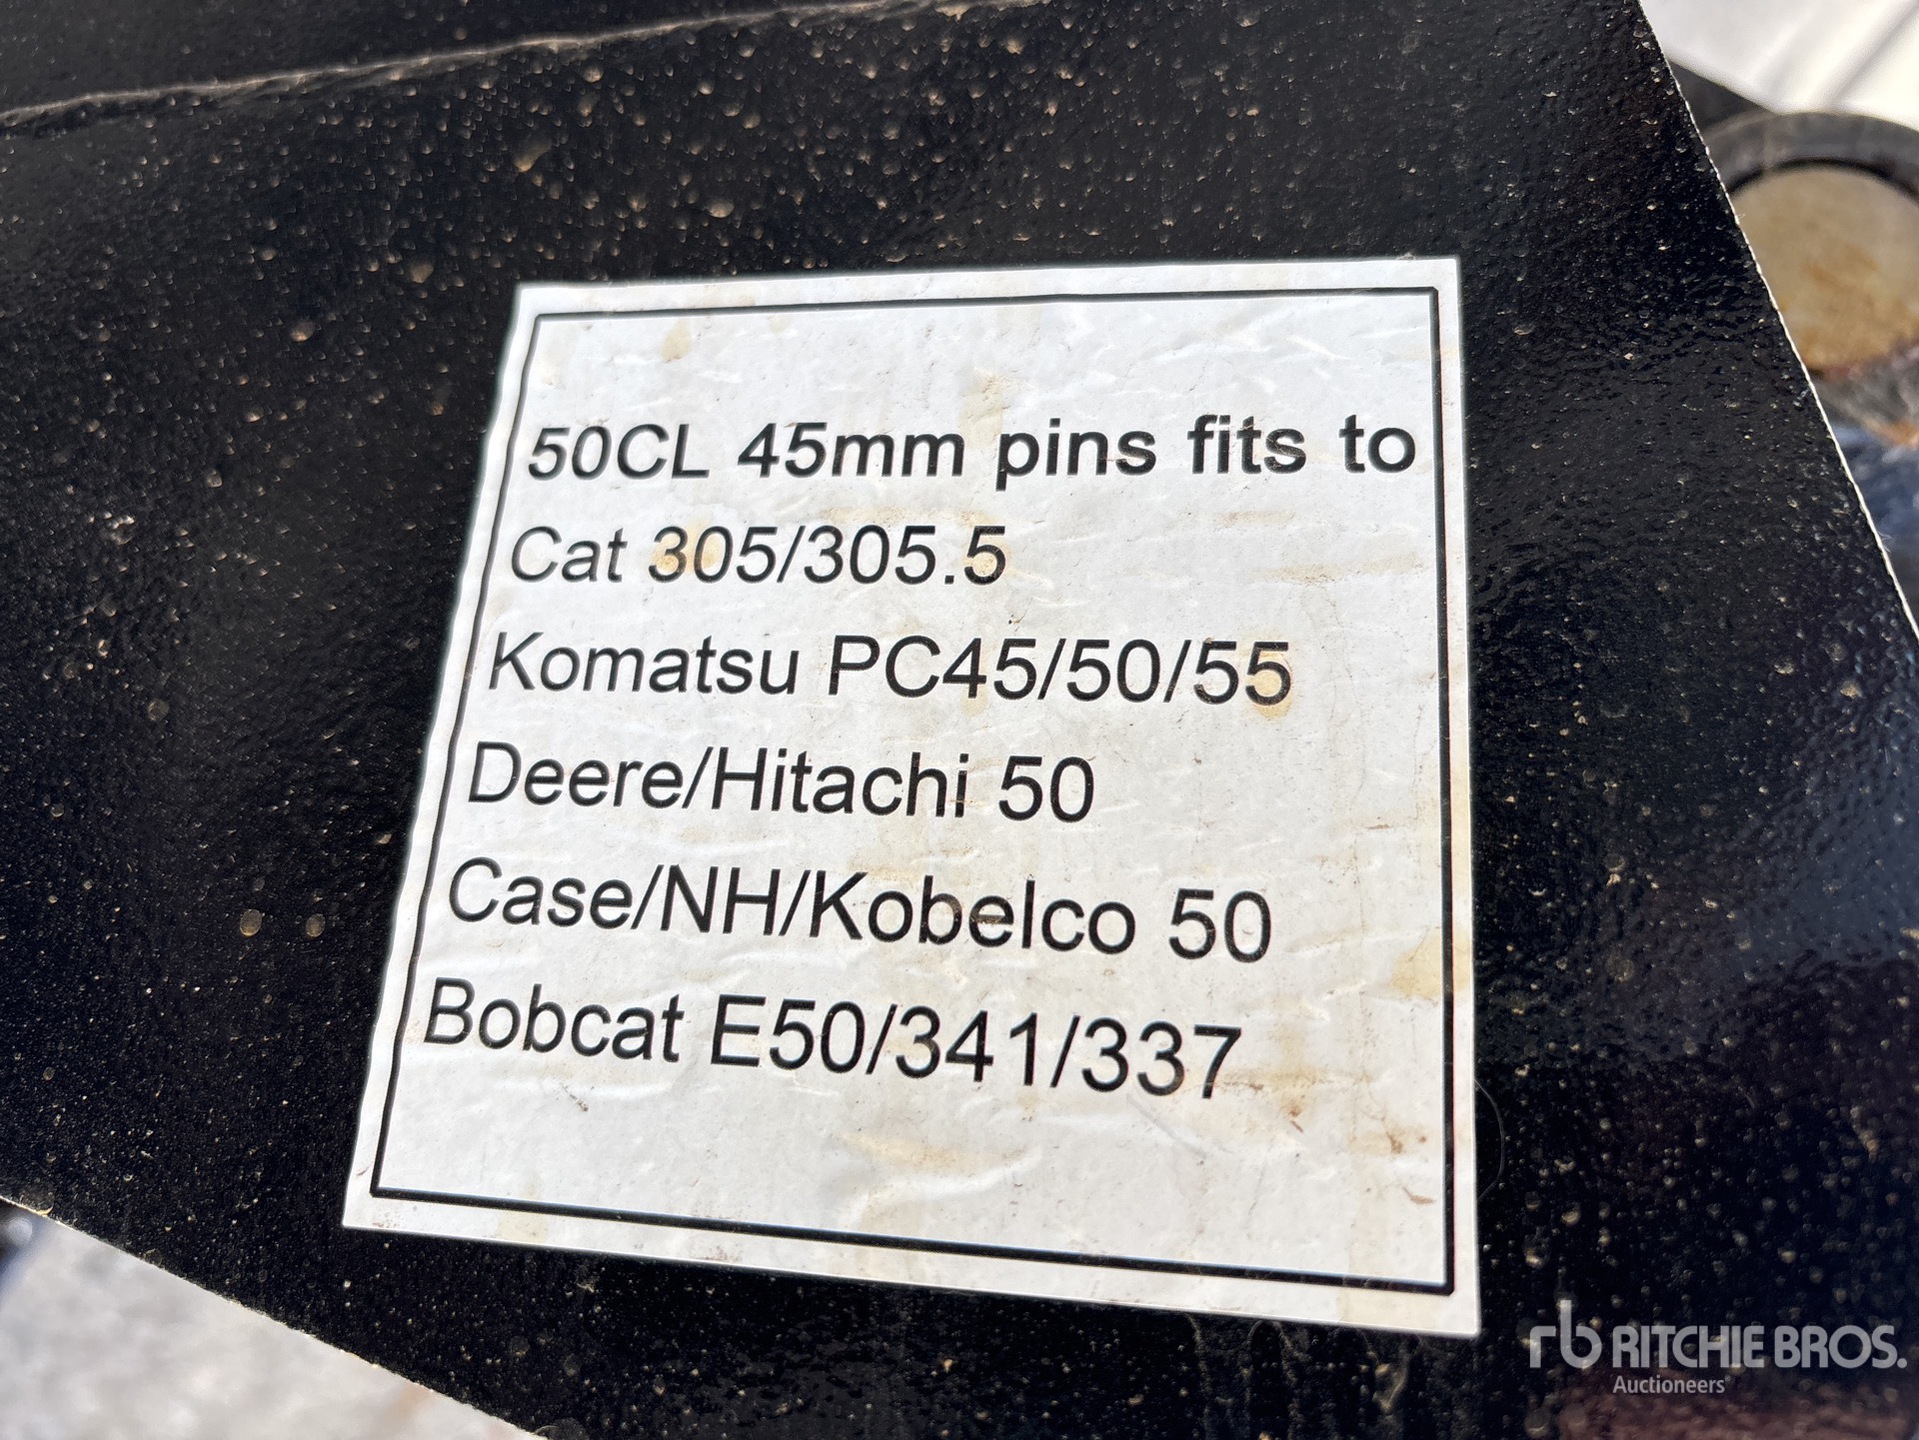 50CL 45mm pins fits to
Cat 305/305.5
Komatsu PC45/50/55
Deere/Hitachi 50
Case/NH/Kobelco 50
Bobcat E50/341/337
rb RITCHIE BROS.
Auctioneers